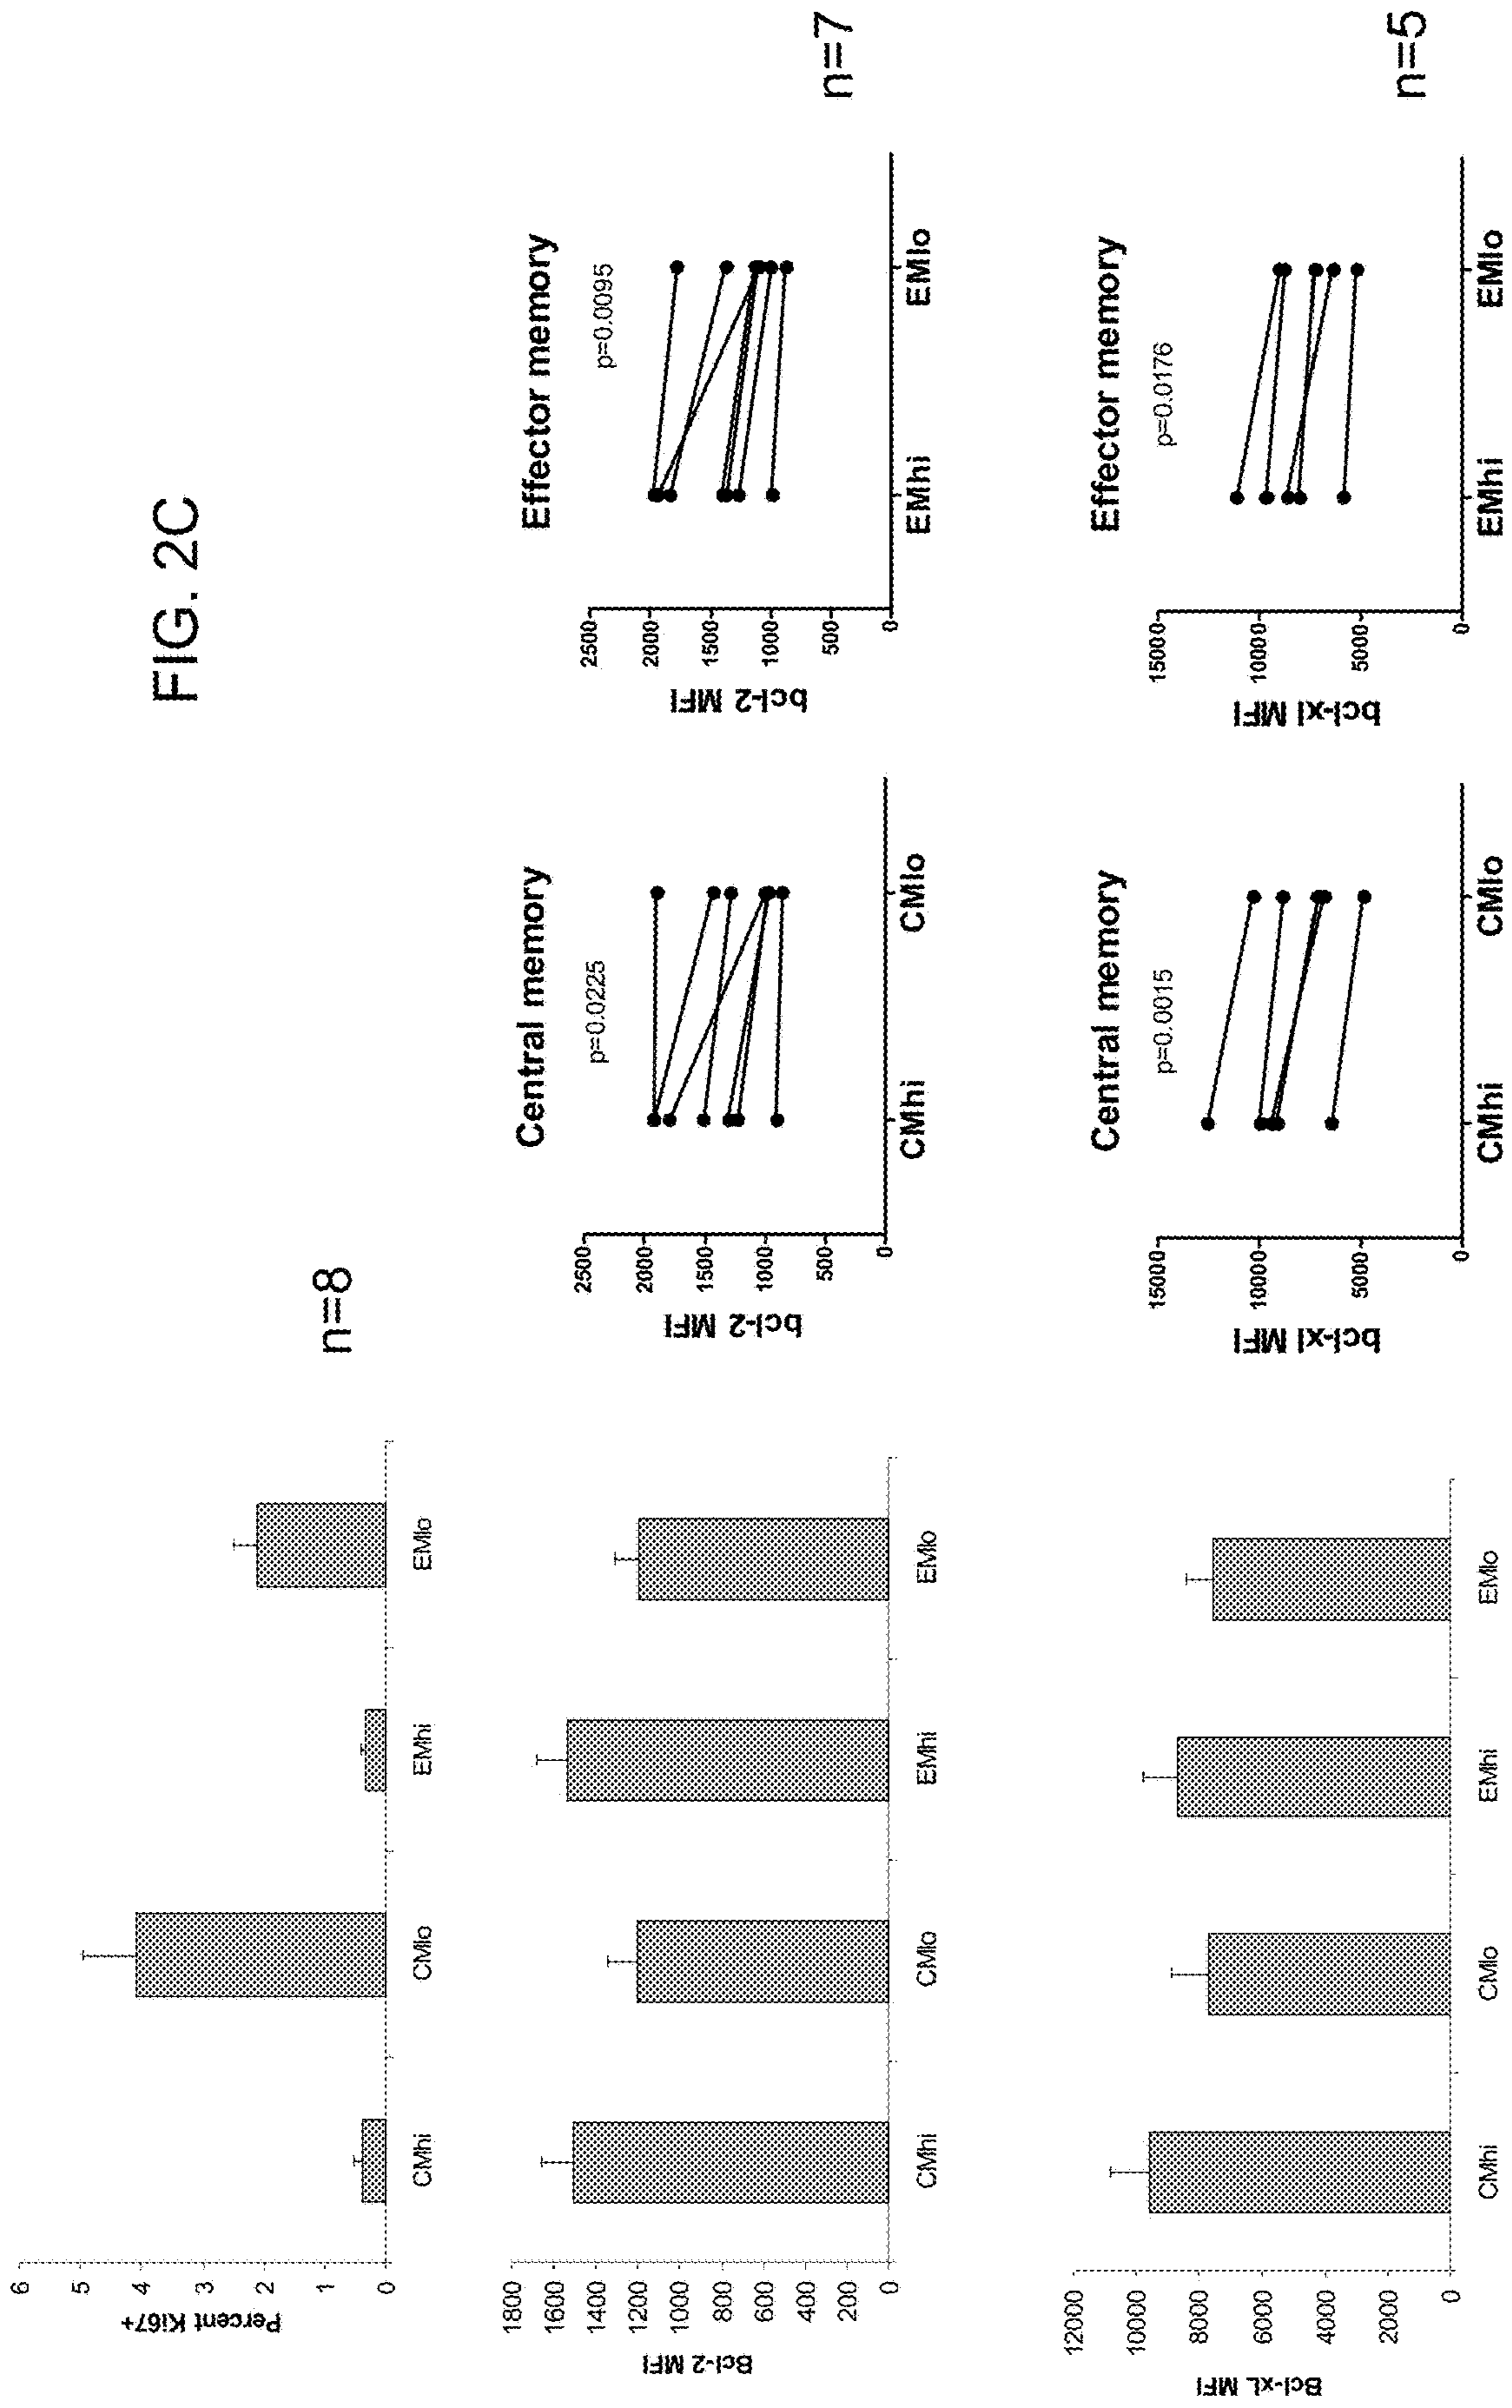 FIG. 2C
6
5
4
3
2
1
0
Percent Ki67+
CMhi
CMlo
EMhi
EMlo
n=8
1800
1600
1400
1200
1000
800
600
400
200
0
Bcl-2 MFI
CMhi
CMlo
EMhi
EMlo
Central memory
p=0.0225
2500
2000
1500
1000
500
0
bcl-2 MFI
CMhi
CMlo
Effector memory
p=0.0095
2500
2000
1500
1000
500
0
bcl-2 MFI
EMhi
EMlo
n=7
12000
10000
8000
6000
4000
2000
0
Bcl-xL MFI
CMhi
CMlo
EMhi
EMlo
Central memory
p=0.0015
15000
10000
5000
0
bcl-xl MFI
CMhi
CMlo
Effector memory
p=0.0176
15000
10000
5000
0
bcl-xl MFI
EMhi
EMlo
n=5